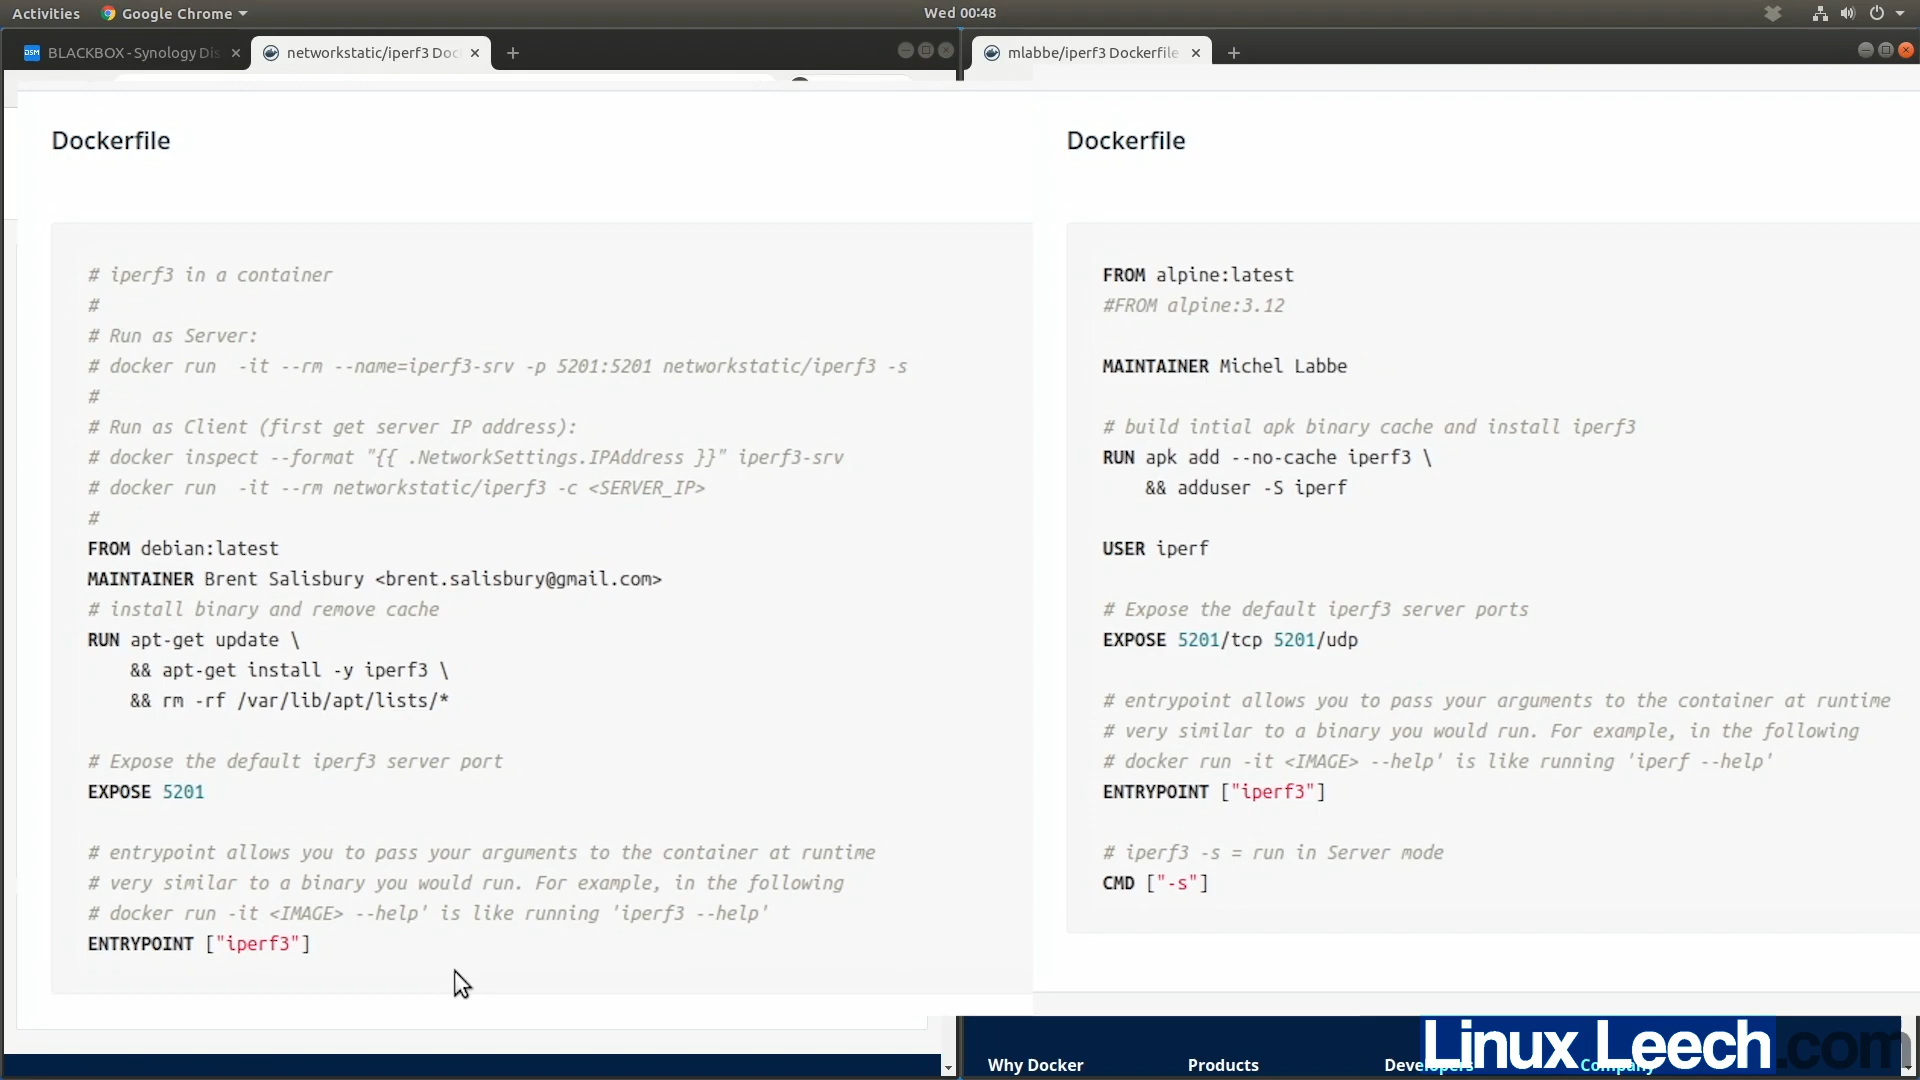 Activities Google Chrome Wed 00:48
BLACKBOX - Synology Dis networkstatic/iperf3 Doc mlabbe/iperf3 Dockerfile
Dockerfile
# iperf3 in a container
#
# Run as Server:
# docker run  -it --rm --name=iperf3-srv -p 5201:5201 networkstatic/iperf3 -s
#
# Run as Client (first get server IP address):
# docker inspect --format "{{ .NetworkSettings.IPAddress }}" iperf3-srv
# docker run  -it --rm networkstatic/iperf3 -c <SERVER_IP>
#
FROM debian:latest
MAINTAINER Brent Salisbury <brent.salisbury@gmail.com>
# install binary and remove cache
RUN apt-get update \
&& apt-get install -y iperf3 \
&& rm -rf /var/lib/apt/lists/*
# Expose the default iperf3 server port
EXPOSE 5201
# entrypoint allows you to pass your arguments to the container at runtime
# very similar to a binary you would run. For example, in the following
# docker run -it <IMAGE> --help' is like running 'iperf3 --help'
ENTRYPOINT ["iperf3"]
Dockerfile
FROM alpine:latest
#FROM alpine:3.12
MAINTAINER Michel Labbe
# build intial apk binary cache and install iperf3
RUN apk add --no-cache iperf3 \
&& adduser -S iperf
USER iperf
# Expose the default iperf3 server ports
EXPOSE 5201/tcp 5201/udp
# entrypoint allows you to pass your arguments to the container at runtime
# very similar to a binary you would run. For example, in the following
# docker run -it <IMAGE> --help' is like running 'iperf --help'
ENTRYPOINT ["iperf3"]
# iperf3 -s = run in Server mode
CMD ["-s"]
Why Docker Products Developers Company
Linux Leech.com